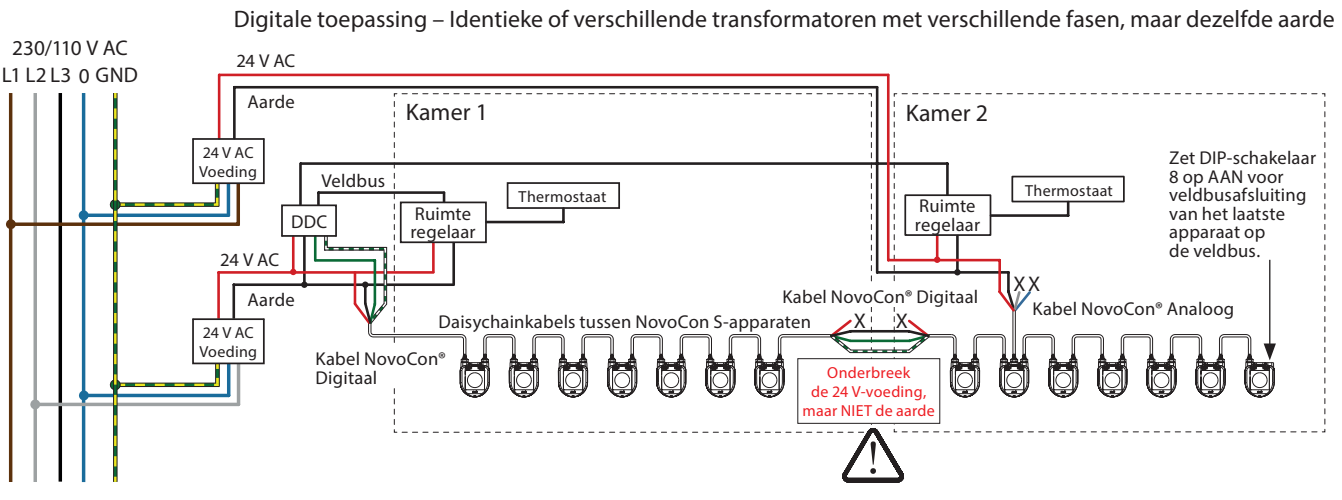 Digitale toepassing – Identieke of verschillende transformatoren met verschillende fasen, maar dezelfde aarde
230/110 V AC
L1 L2 L3 0 GND
24 V AC
Aarde
24 V AC
Voeding
Kamer 1
Kamer 2
Veldbus
DDC
Ruimte
regelaar
Thermostaat
Ruimte
regelaar
Thermostaat
Zet DIP-schakelaar
8 op AAN voor
veldbusafsluiting
van het laatste
apparaat op
de veldbus.
24 V AC
Aarde
24 V AC
Voeding
Kabel NovoCon®
Digitaal
Daisychainkabels tussen NovoCon S-apparaten
Kabel NovoCon® Digitaal
X X
X X
Kabel NovoCon® Analoog
Onderbreek
de 24 V-voeding,
maar NIET de aarde
!